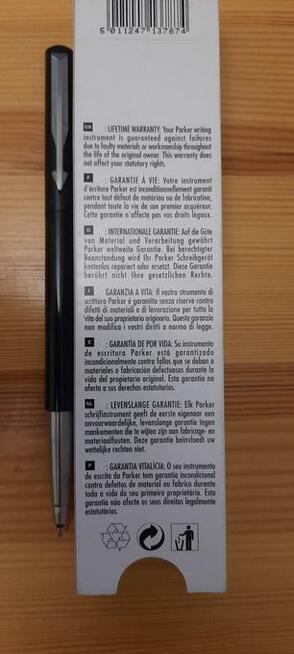 5 011247 137874
GB : LIFETIME WARRANTY: Your Parker writing
instrument is guaranteed against failures
due to faulty materials or workmanship throughout
the life of the original owner. This warranty does
not affect your statutory rights.
F : GARANTIE À VIE: Votre instrument
d'écriture Parker est inconditionnellement garanti
contre tout défaut de matériau ou de fabrication,
pendant toute la vie de son premier acquéreur.
Cette garantie n'affecte pas vos droits légaux.
D : INTERNATIONALE GARANTIE: Auf die Güte
von Material und Verarbeitung gewährt
Parker weltweite Garantie. Bei berechtigter
Beanstandung wird Ihr Parker Schreibgerät
kostenlos repariert oder ersetzt. Diese Garantie
berührt nicht Ihre gesetzlichen Rechte.
I : GARANZIA A VITA: Il vostro strumento di
scrittura Parker è garantito senza riserve contro
difetti di materiali o di lavorazione per tutta la
vita del suo proprietario originario. Questa garanzia
non modifica i vostri diritti a norma di legge.
E : GARANTÍA DE POR VIDA: Su instrumento
de escritura Parker está garantizado
incondicionalmente contra fallos que se deban a
materiales o fabricación defectuosos durante la
vida del propietario original. Esta garantía no
afecta a sus derechos estatutarios.
NL : LEVENSLANGE GARANTIE: Elk Parker
schrijfinstrument geeft de eerste eigenaar een
onvoorwaardelijke, levenslange garantie tegen
mankementen die te wijten zijn aan fabricage- en
materiaalfouten. Deze garantie beïnvloedt uw
wettelijke rechten niet.
P : GARANTIA VITALÍCIA: O seu instrumento
de escrita da Parker tem garantia incondicional
contra defeitos de material ou fabrico durante
toda a vida do seu primeiro proprietário. Esta
garantia não afecta os seus direitos legalmente
estatutários.